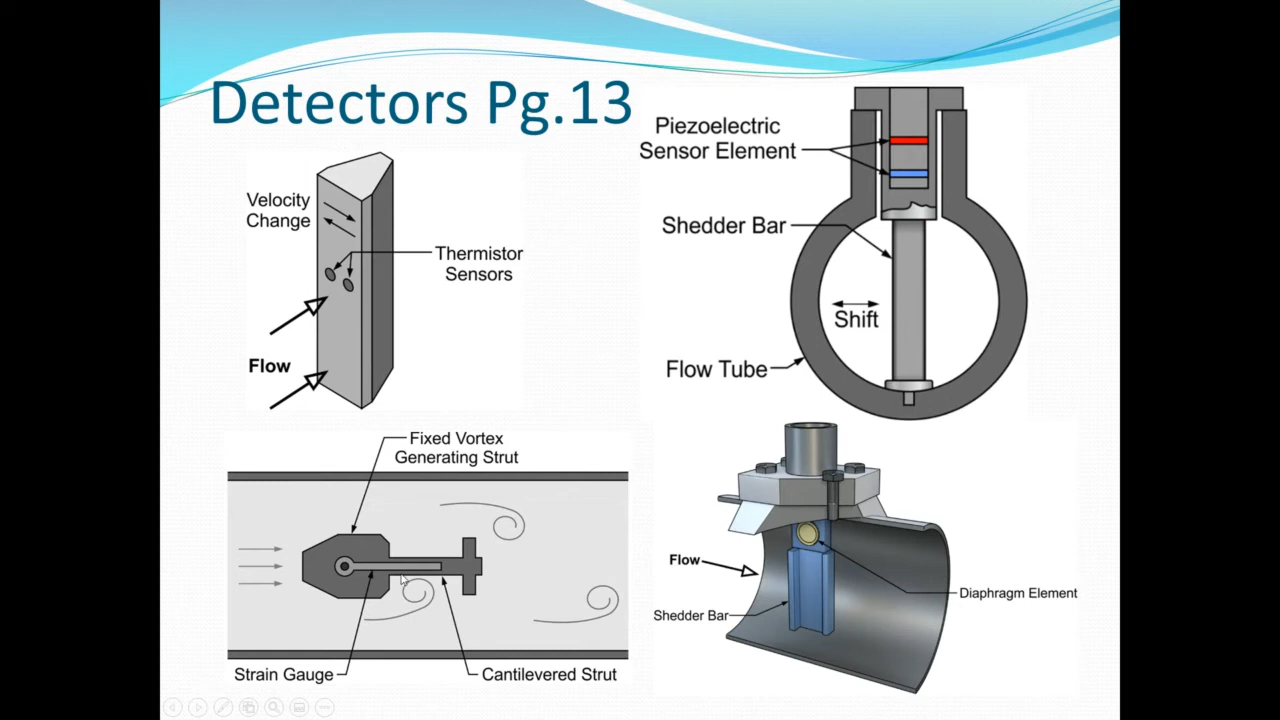 Detectors Pg.13
Velocity
Change
Thermistor
Sensors
Flow
Piezoelectric
Sensor Element
Shedder Bar
Shift
Flow Tube
Fixed Vortex
Generating Strut
Strain Gauge
Cantilevered Strut
Flow
Shedder Bar
Diaphragm Element